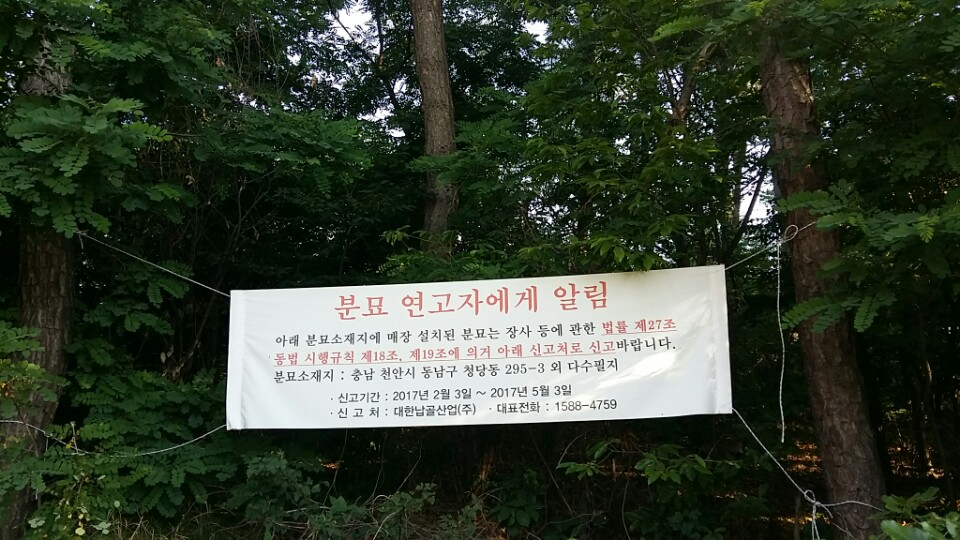 분묘 연고자에게 알림
아래 분묘소재지에 매장 설치된 분묘는 장사 등에 관한 법률 제27조
동법 시행규칙 제18조, 제19조에 의거 아래 신고처로 신고바랍니다.
분묘소재지 : 충남 천안시 동남구 청당동 295-3 외 다수필지
· 신고기간 : 2017년 2월 3일 ~ 2017년 5월 3일
· 신 고 처 : 대한납골산업(주) · 대표전화 : 1588-4759